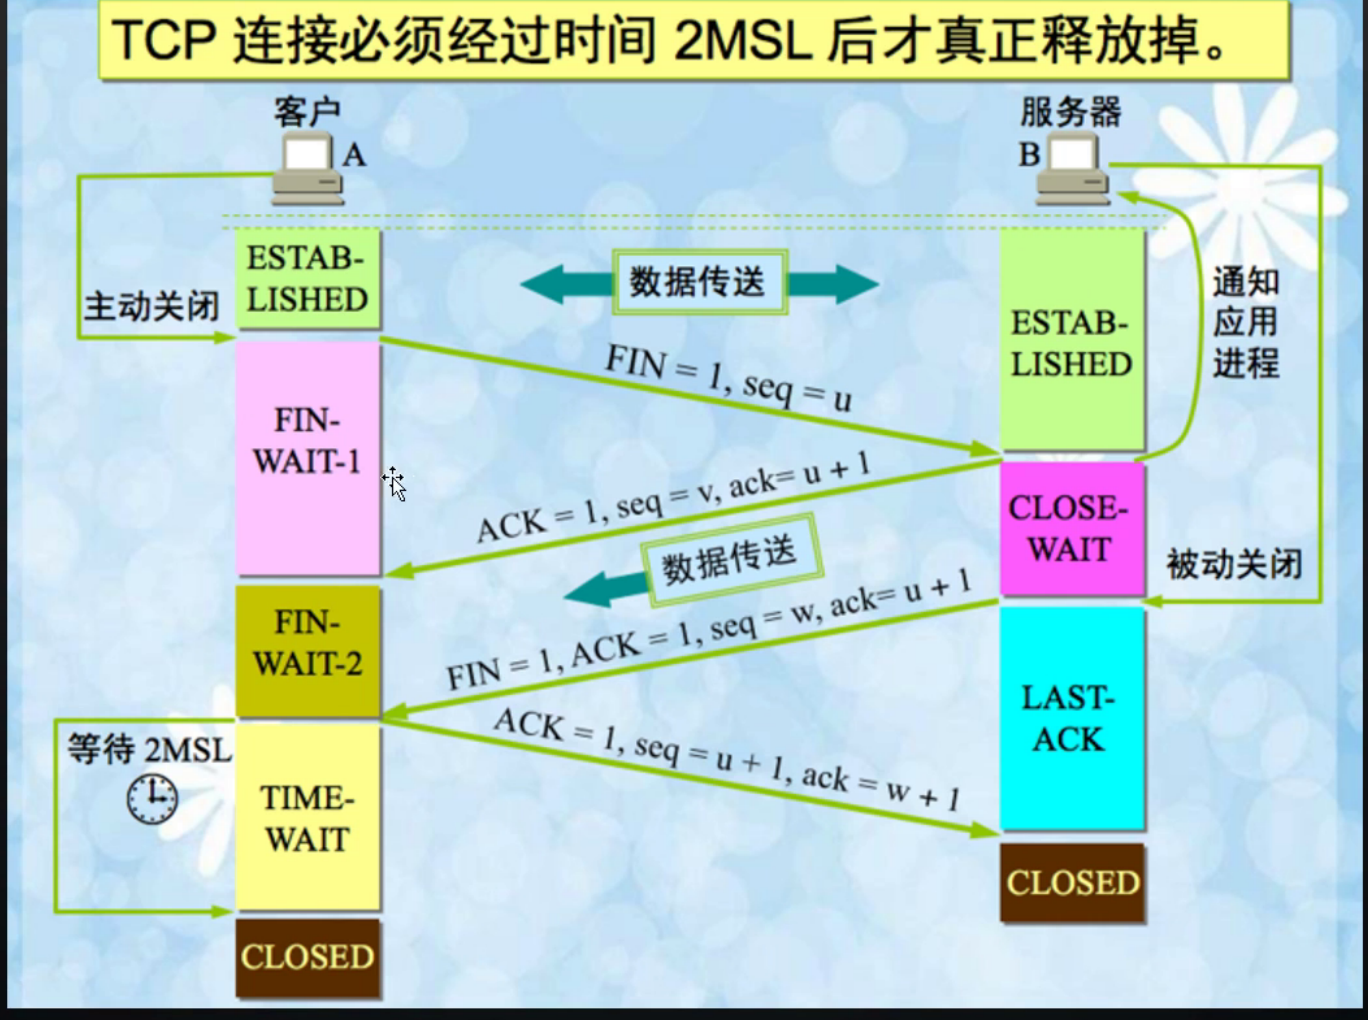 TCP 连接必须经过时间 2MSL 后才真正释放掉。
客户
A
服务器
B
ESTAB-
LISHED
数据传送
ESTAB-
LISHED
通知
应用
进程
主动关闭
FIN = 1, seq = u
FIN-
WAIT-1
ACK = 1, seq = v, ack= u + 1
CLOSE-
WAIT
数据传送
被动关闭
FIN = 1, ACK = 1, seq = w, ack= u + 1
FIN-
WAIT-2
LAST-
ACK
ACK = 1, seq = u + 1, ack = w + 1
等待 2MSL
TIME-
WAIT
CLOSED
CLOSED